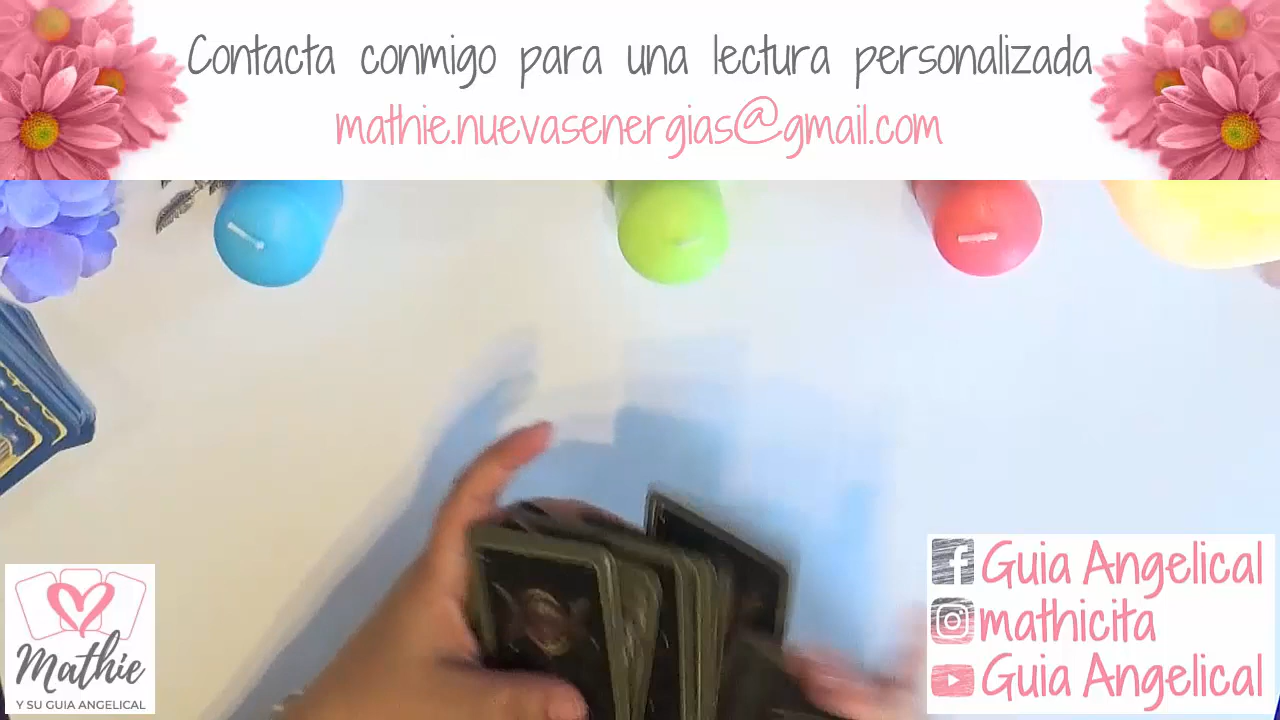 Contacta conmigo para una lectura personalizada
mathie.nuevasenergias@gmail.com
Guia Angelical
mathicita
Guia Angelical
Mathie
Y SU GUIA ANGELICAL